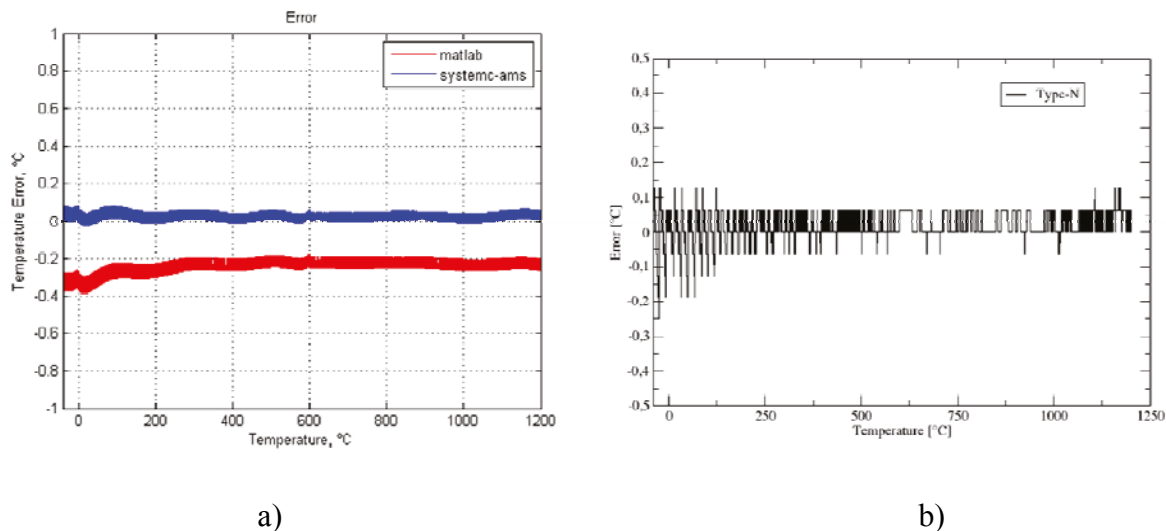 Error
1
0.8
0.6
0.4
0.2
0
-0.2
-0.4
-0.6
-0.8
-1
Temperature Error, °C
matlab
systemc-ams
0 200 400 600 800 1000 1200
Temperature, °C
a)
0,5
0,4
0,3
0,2
0,1
0
-0,1
-0,2
-0,3
-0,4
-0,5
Error [°C]
Type-N
0 250 500 750 1000 1250
Temperature [°C]
b)